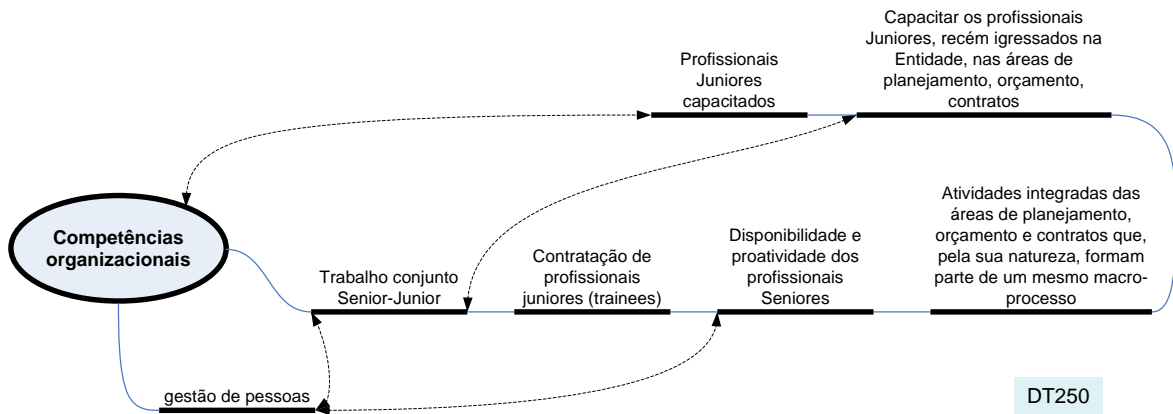 Capacitar os profissionais
Juniores, recém igressados na
Entidade, nas áreas de
planejamento, orçamento,
contratos
Profissionais
Juniores
capacitados
Competências
organizacionais
Trabalho conjunto
Senior-Junior
Contratação de
profissionais
juniores (trainees)
Disponibilidade e
proatividade dos
profissionais
Seniores
Atividades integradas das
áreas de planejamento,
orçamento e contratos que,
pela sua natureza, formam
parte de um mesmo macro-
processo
gestão de pessoas
DT250